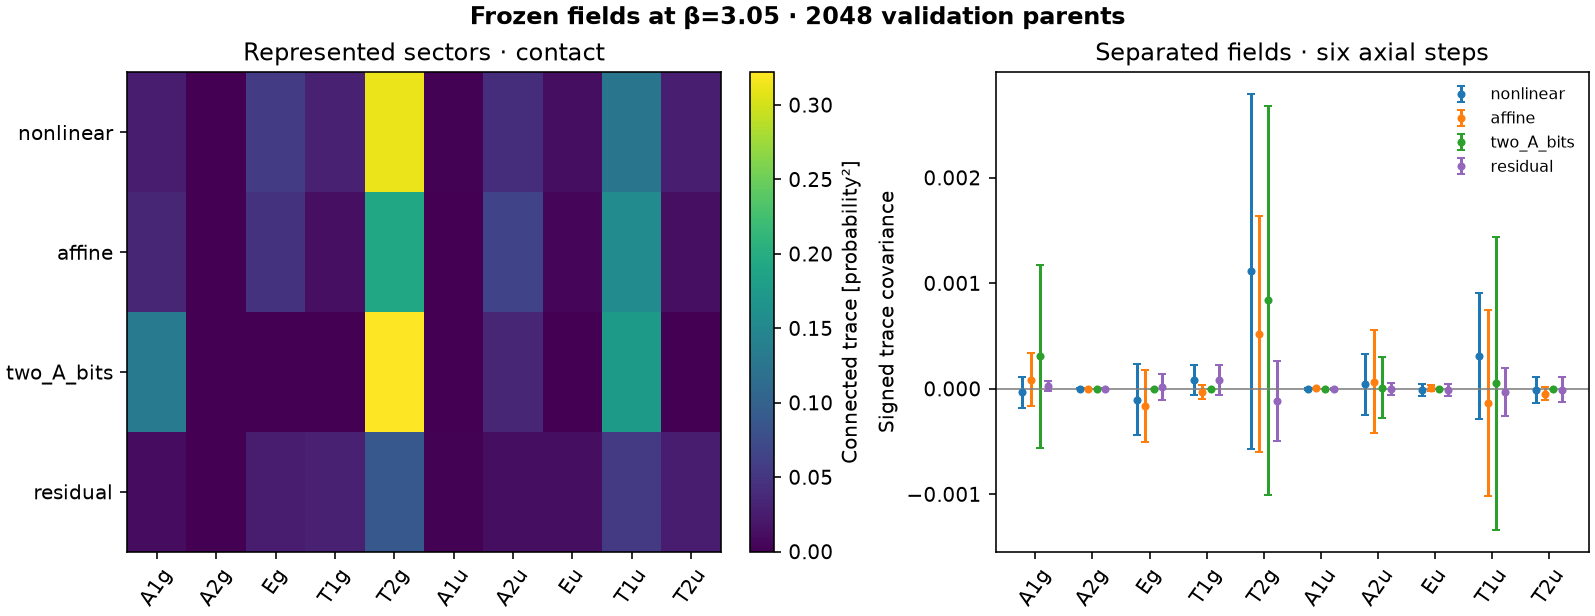 Frozen fields at β=3.05 · 2048 validation parents
Represented sectors · contact
nonlinear
affine
two_A_bits
residual
A1g
A2g
Eg
T1g
T2g
A1u
A2u
Eu
T1u
T2u
0.30
0.25
0.20
0.15
0.10
0.05
0.00
Connected trace [probability²]
Separated fields · six axial steps
Signed trace covariance
0.002
0.001
0.000
−0.001
nonlinear
affine
two_A_bits
residual
A1g
A2g
Eg
T1g
T2g
A1u
A2u
Eu
T1u
T2u